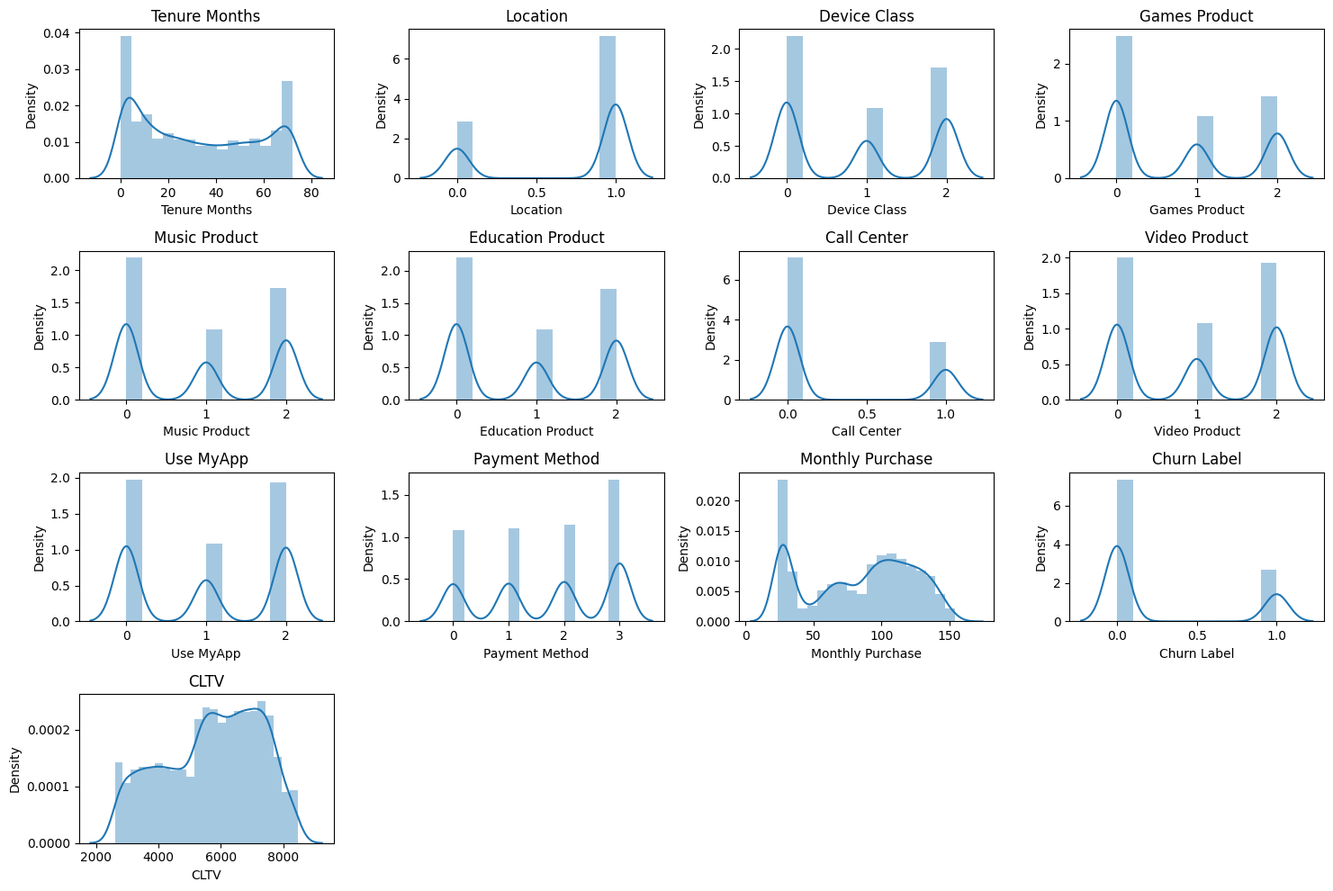 Tenure Months
Density
0.04
0.03
0.02
0.01
0.00
0 20 40 60 80
Tenure Months
Location
Density
6
4
2
0
0.0 0.5 1.0
Location
Device Class
Density
2.0
1.5
1.0
0.5
0.0
0 1 2
Device Class
Games Product
Density
2
1
0
0 1 2
Games Product
Music Product
Density
2.0
1.5
1.0
0.5
0.0
0 1 2
Music Product
Education Product
Density
2.0
1.5
1.0
0.5
0.0
0 1 2
Education Product
Call Center
Density
6
4
2
0
0.0 0.5 1.0
Call Center
Video Product
Density
2.0
1.5
1.0
0.5
0.0
0 1 2
Video Product
Use MyApp
Density
2.0
1.5
1.0
0.5
0.0
0 1 2
Use MyApp
Payment Method
Density
1.5
1.0
0.5
0.0
0 1 2 3
Payment Method
Monthly Purchase
Density
0.020
0.015
0.010
0.005
0.000
0 50 100 150
Monthly Purchase
Churn Label
Density
6
4
2
0
0.0 0.5 1.0
Churn Label
CLTV
Density
0.0002
0.0001
0.0000
2000 4000 6000 8000
CLTV